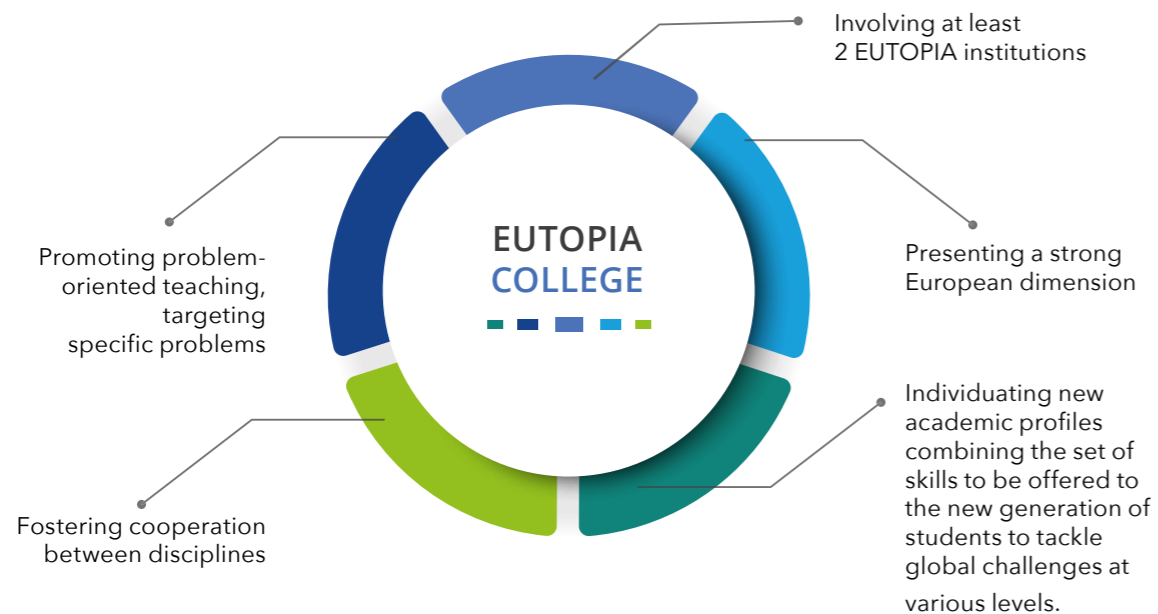 Involving at least
2 EUTOPIA institutions
Promoting problem-
oriented teaching,
targeting
specific problems
EUTOPIA
COLLEGE
Presenting a strong
European dimension
Fostering cooperation
between disciplines
Individuating new
academic profiles
combining the set of
skills to be offered to
the new generation of
students to tackle
global challenges at
various levels.